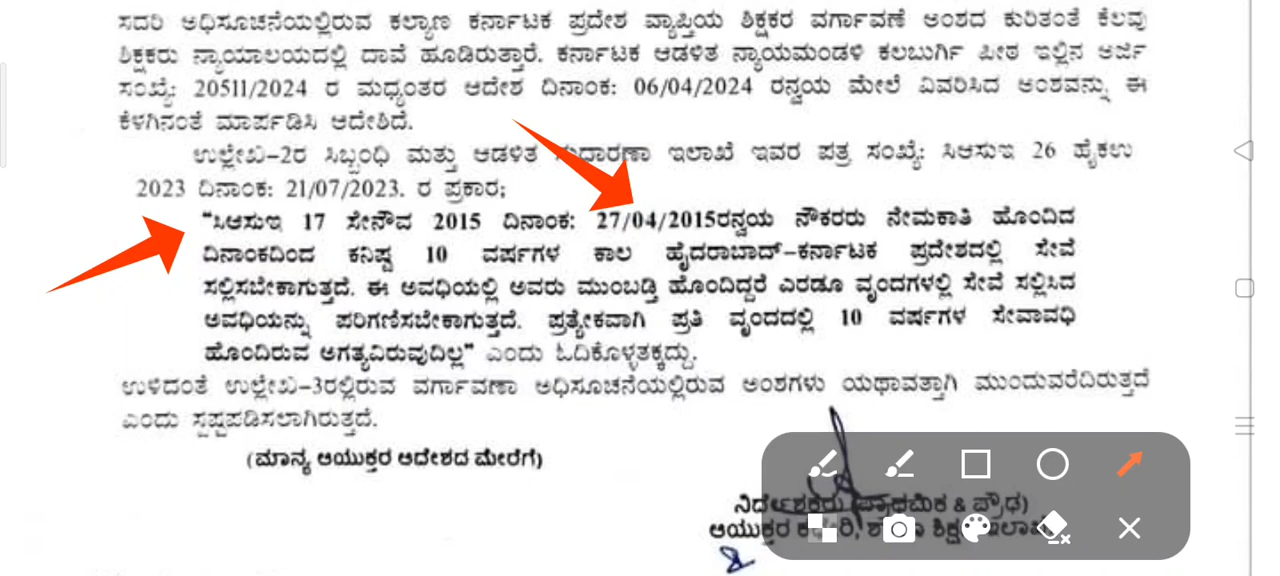 ಸದರಿ ಅಧಿಸೂಚನೆಯಲ್ಲಿರುವ ಕಲ್ಯಾಣ ಕರ್ನಾಟಕ ಪ್ರದೇಶ ವ್ಯಾಪ್ತಿಯ ಶಿಕ್ಷಕರ ವರ್ಗಾವಣೆ ಅಂಶದ ಕುರಿತಂತೆ ಕೆಲವು
ಶಿಕ್ಷಕರು ನ್ಯಾಯಾಲಯದಲ್ಲಿ ದಾವೆ ಹೂಡಿರುತ್ತಾರೆ. ಕರ್ನಾಟಕ ಆಡಳಿತ ನ್ಯಾಯಮಂಡಳಿ ಕಲಬುರ್ಗಿ ಪೀಠ ಇಲ್ಲಿನ ಅರ್ಜಿ
ಸಂಖ್ಯೆ: 20511/2024 ರ ಮಧ್ಯಂತರ ಆದೇಶ ದಿನಾಂಕ: 06/04/2024 ರನ್ವಯ ಮೇಲೆ ವಿವರಿಸಿದ ಅಂಶವನ್ನು ಈ
ಕೆಳಗಿನಂತೆ ಮಾರ್ಪಡಿಸಿ ಆದೇಶಿದೆ.
ಉಲ್ಲೇಖ-2ರ ಸಿಬ್ಬಂಧಿ ಮತ್ತು ಆಡಳಿತ ಸುಧಾರಣಾ ಇಲಾಖೆ ಇವರ ಪತ್ರ ಸಂಖ್ಯೆ: ಸಿಆಸುಇ 26 ಹೈಕಉ
2023 ದಿನಾಂಕ: 21/07/2023. ರ ಪ್ರಕಾರ;
"ಸಿಆಸುಇ 17 ಸೇನೌವ 2015 ದಿನಾಂಕ: 27/04/2015ರನ್ವಯ ನೌಕರರು ನೇಮಕಾತಿ ಹೊಂದಿದ
ದಿನಾಂಕದಿಂದ ಕನಿಷ್ಟ 10 ವರ್ಷಗಳ ಕಾಲ ಹೈದರಾಬಾದ್-ಕರ್ನಾಟಕ ಪ್ರದೇಶದಲ್ಲಿ ಸೇವೆ
ಸಲ್ಲಿಸಬೇಕಾಗುತ್ತದೆ. ಈ ಅವಧಿಯಲ್ಲಿ ಅವರು ಮುಂಬಡ್ತಿ ಹೊಂದಿದ್ದರೆ ಎರಡೂ ವೃಂದಗಳಲ್ಲಿ ಸೇವೆ ಸಲ್ಲಿಸಿದ
ಅವಧಿಯನ್ನು ಪರಿಗಣಿಸಬೇಕಾಗುತ್ತದೆ. ಪ್ರತ್ಯೇಕವಾಗಿ ಪ್ರತಿ ವೃಂದದಲ್ಲಿ 10 ವರ್ಷಗಳ ಸೇವಾವಧಿ
ಹೊಂದಿರುವ ಅಗತ್ಯವಿರುವುದಿಲ್ಲ" ಎಂದು ಓದಿಕೊಳ್ಳತಕ್ಕದ್ದು.
ಉಳಿದಂತೆ ಉಲ್ಲೇಖ-3ರಲ್ಲಿರುವ ವರ್ಗಾವಣಾ ಅಧಿಸೂಚನೆಯಲ್ಲಿರುವ ಅಂಶಗಳು ಯಥಾವತ್ತಾಗಿ ಮುಂದುವರೆದಿರುತ್ತದೆ
ಎಂದು ಸ್ಪಷ್ಟಪಡಿಸಲಾಗಿರುತ್ತದೆ.
(ಮಾನ್ಯ ಆಯುಕ್ತರ ಆದೇಶದ ಮೇರೆಗೆ)
ನಿರ್ದೇಶಕರು (ಪ್ರಾಥಮಿಕ & ಪ್ರೌಢ)
ಆಯುಕ್ತರ